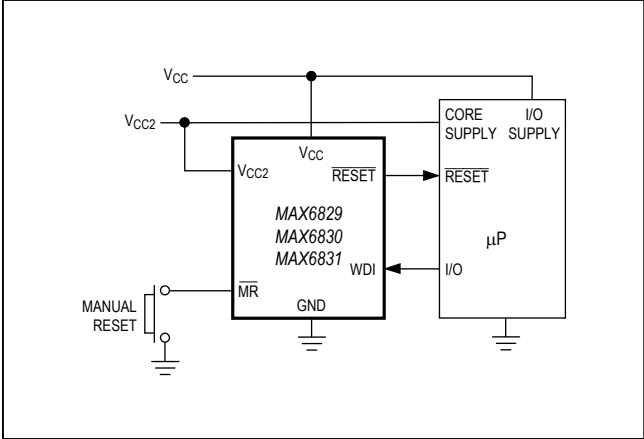 VCC
VCC2
CORE SUPPLY
I/O SUPPLY
VCC
VCC2
RESET
RESET
MAX6829
MAX6830
MAX6831
µP
WDI
I/O
MR
GND
MANUAL
RESET